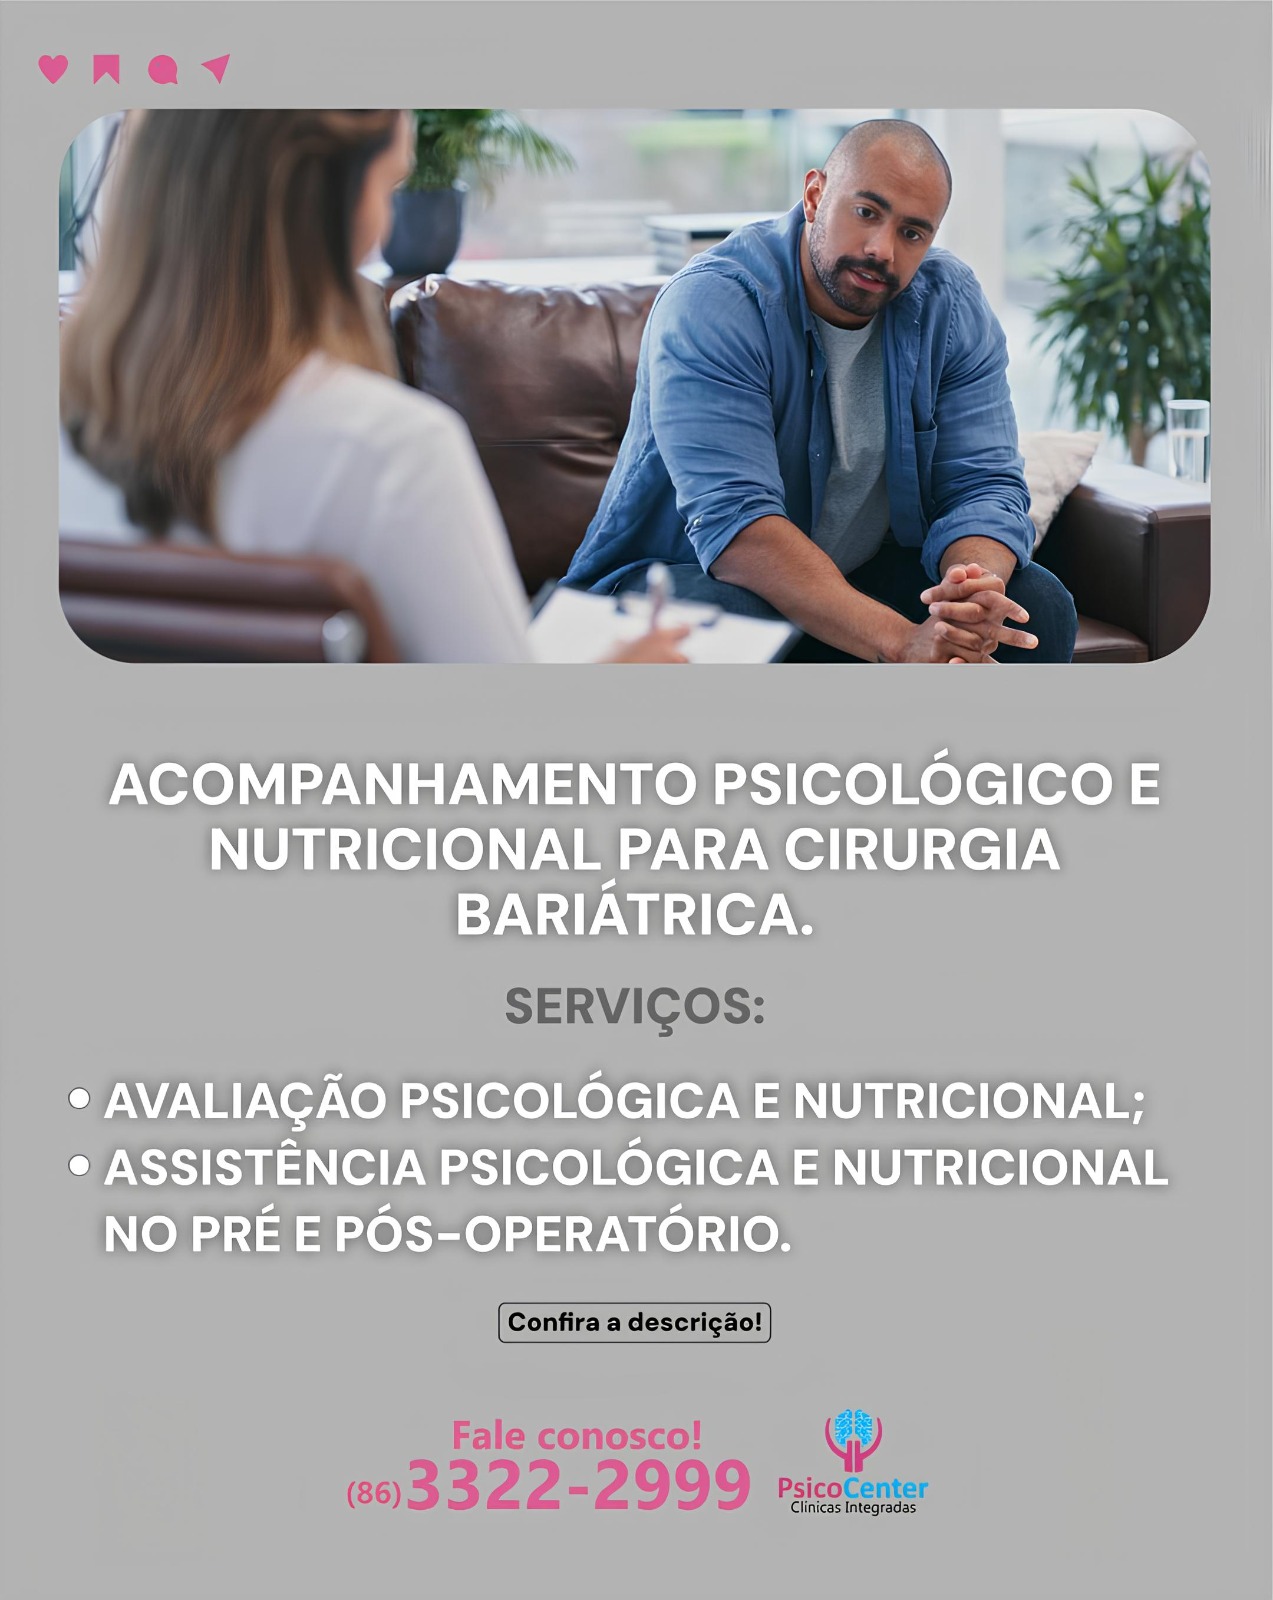 ACOMPANHAMENTO PSICOLÓGICO E
NUTRICIONAL PARA CIRURGIA
BARIÁTRICA.
SERVIÇOS:
• AVALIAÇÃO PSICOLÓGICA E NUTRICIONAL;
• ASSISTÊNCIA PSICOLÓGICA E NUTRICIONAL
NO PRÉ E PÓS-OPERATÓRIO.
Confira a descrição!
Fale conosco!
(86)3322-2999
PsicoCenter
Clínicas Integradas